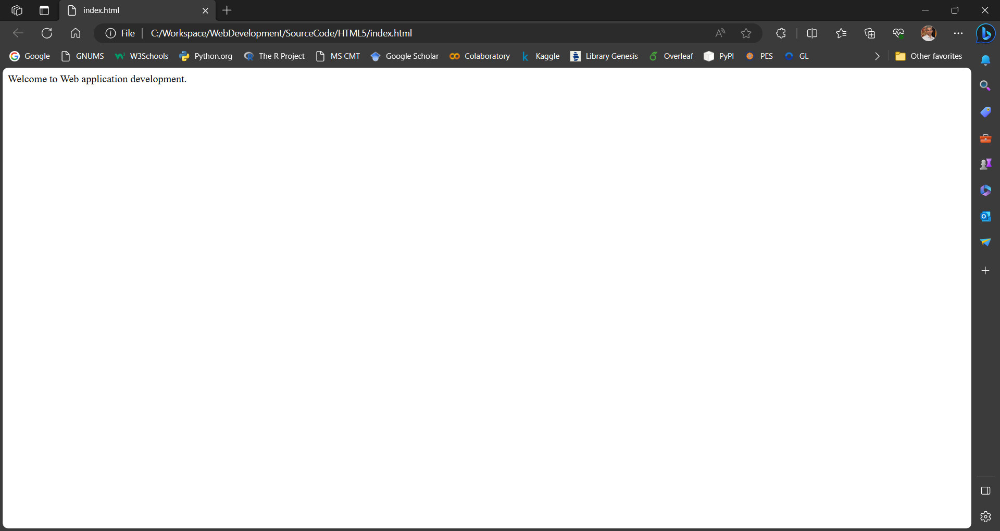 index.html
File
C:/Workspace/WebDevelopment/SourceCode/HTML5/index.html
Google GNUMS W3Schools Python.org The R Project MS CMT Google Scholar Colaboratory Kaggle Library Genesis Overleaf PyPI PES GL Other favorites
Welcome to Web application development.